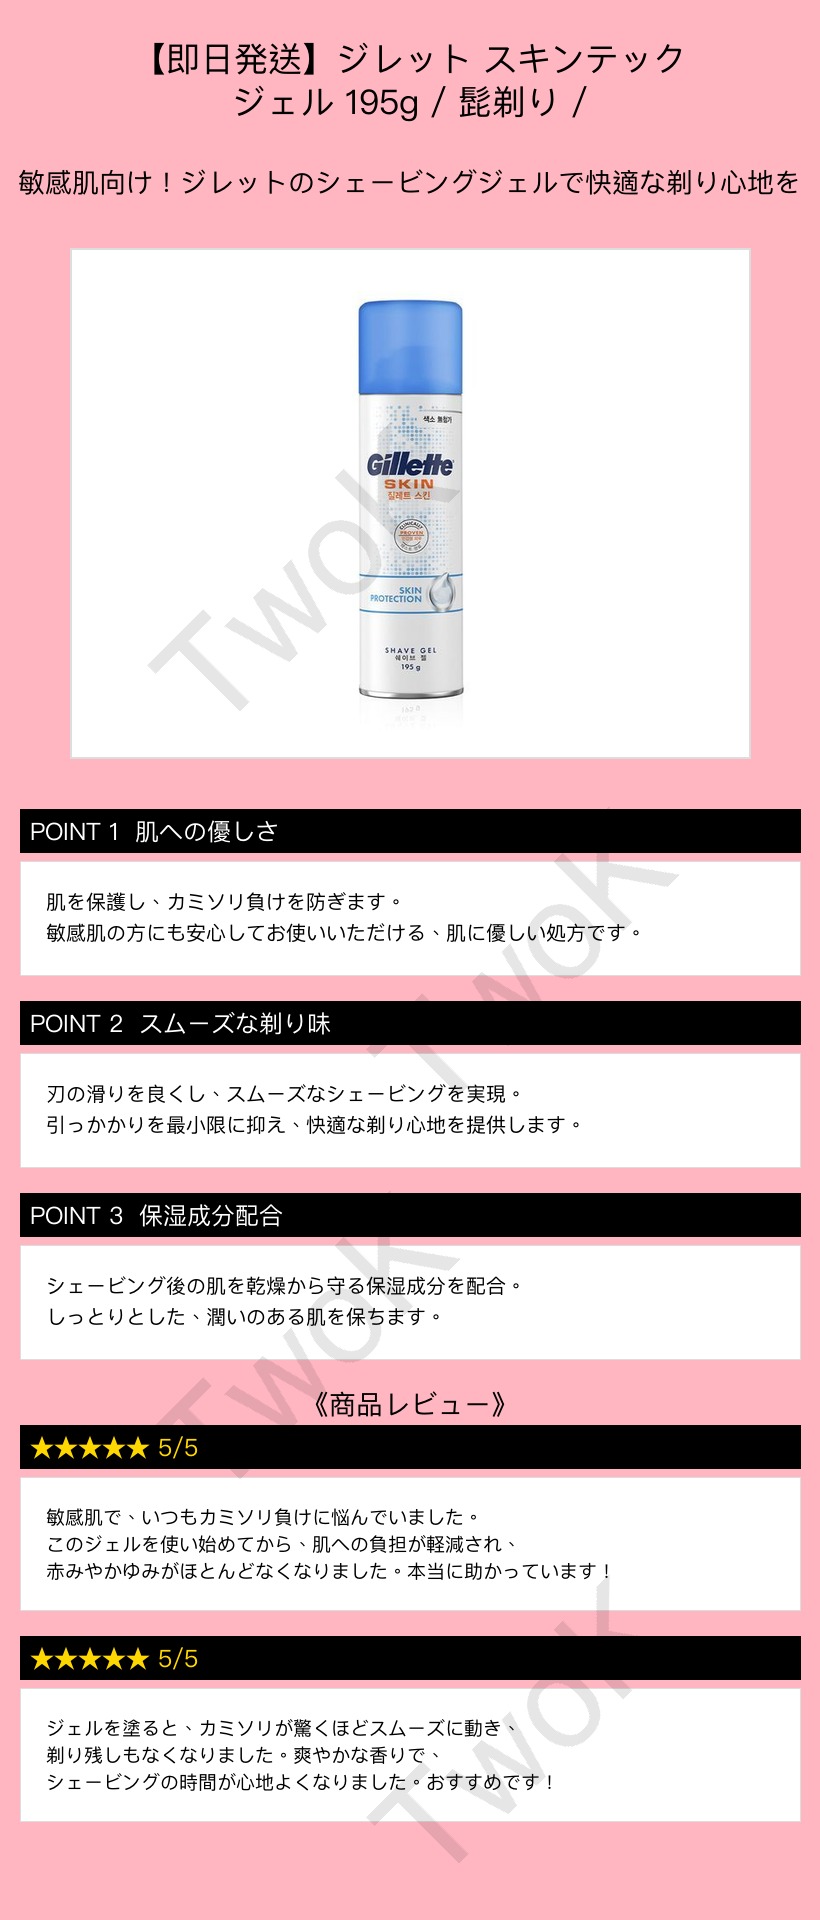 【即日発送】ジレット スキンテック
ジェル 195g / 髭剃り /
敏感肌向け！ジレットのシェービングジェルで快適な剃り心地を
색소 無첨가
Gillette
SKIN
질레트 스킨
CLINICALLY
PROVEN
SKIN
PROTECTION
SHAVE GEL
쉐이브 젤
195 g
Twok
POINT 1 肌への優しさ
肌を保護し、カミソリ負けを防ぎます。
敏感肌の方にも安心してお使いいただける、肌に優しい処方です。
Twok
POINT 2 スムーズな剃り味
刃の滑りを良くし、スムーズなシェービングを実現。
引っかかりを最小限に抑え、快適な剃り心地を提供します。
POINT 3 保湿成分配合
シェービング後の肌を乾燥から守る保湿成分を配合。
しっとりとした、潤いのある肌を保ちます。
Twok
《商品レビュー》
★★★★★ 5/5
敏感肌で、いつもカミソリ負けに悩んでいました。
このジェルを使い始めてから、肌への負担が軽減され、
赤みやかゆみがほとんどなくなりました。本当に助かっています！
★★★★★ 5/5
ジェルを塗ると、カミソリが驚くほどスムーズに動き、
剃り残しもなくなりました。爽やかな香りで、
シェービングの時間が心地よくなりました。おすすめです！
Twok